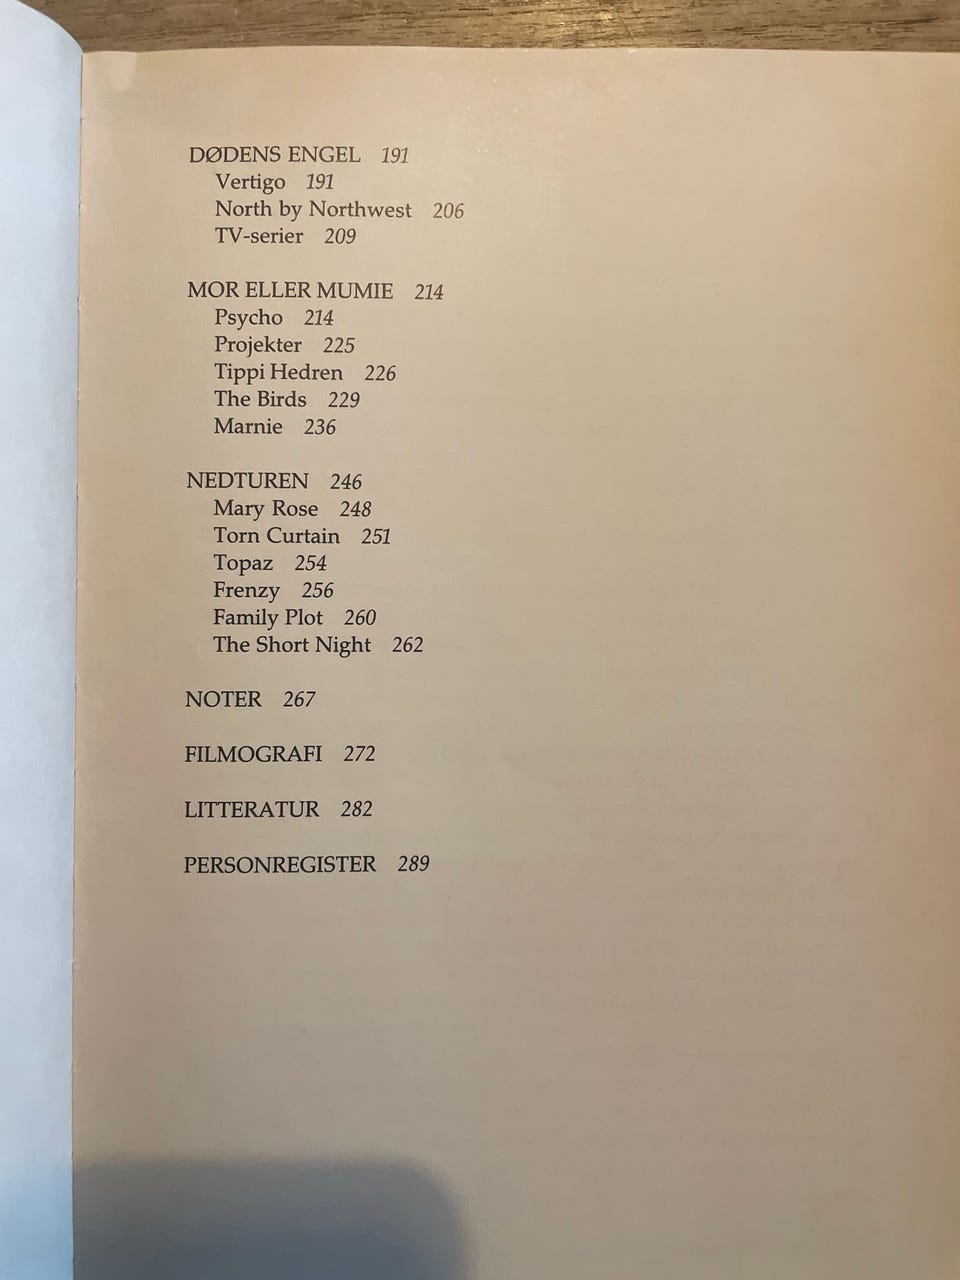 DØDENS ENGEL 191
Vertigo 191
North by Northwest 206
TV-serier 209
MOR ELLER MUMIE 214
Psycho 214
Projekter 225
Tippi Hedren 226
The Birds 229
Marnie 236
NEDTUREN 246
Mary Rose 248
Torn Curtain 251
Topaz 254
Frenzy 256
Family Plot 260
The Short Night 262
NOTER 267
FILMOGRAFI 272
LITTERATUR 282
PERSONREGISTER 289